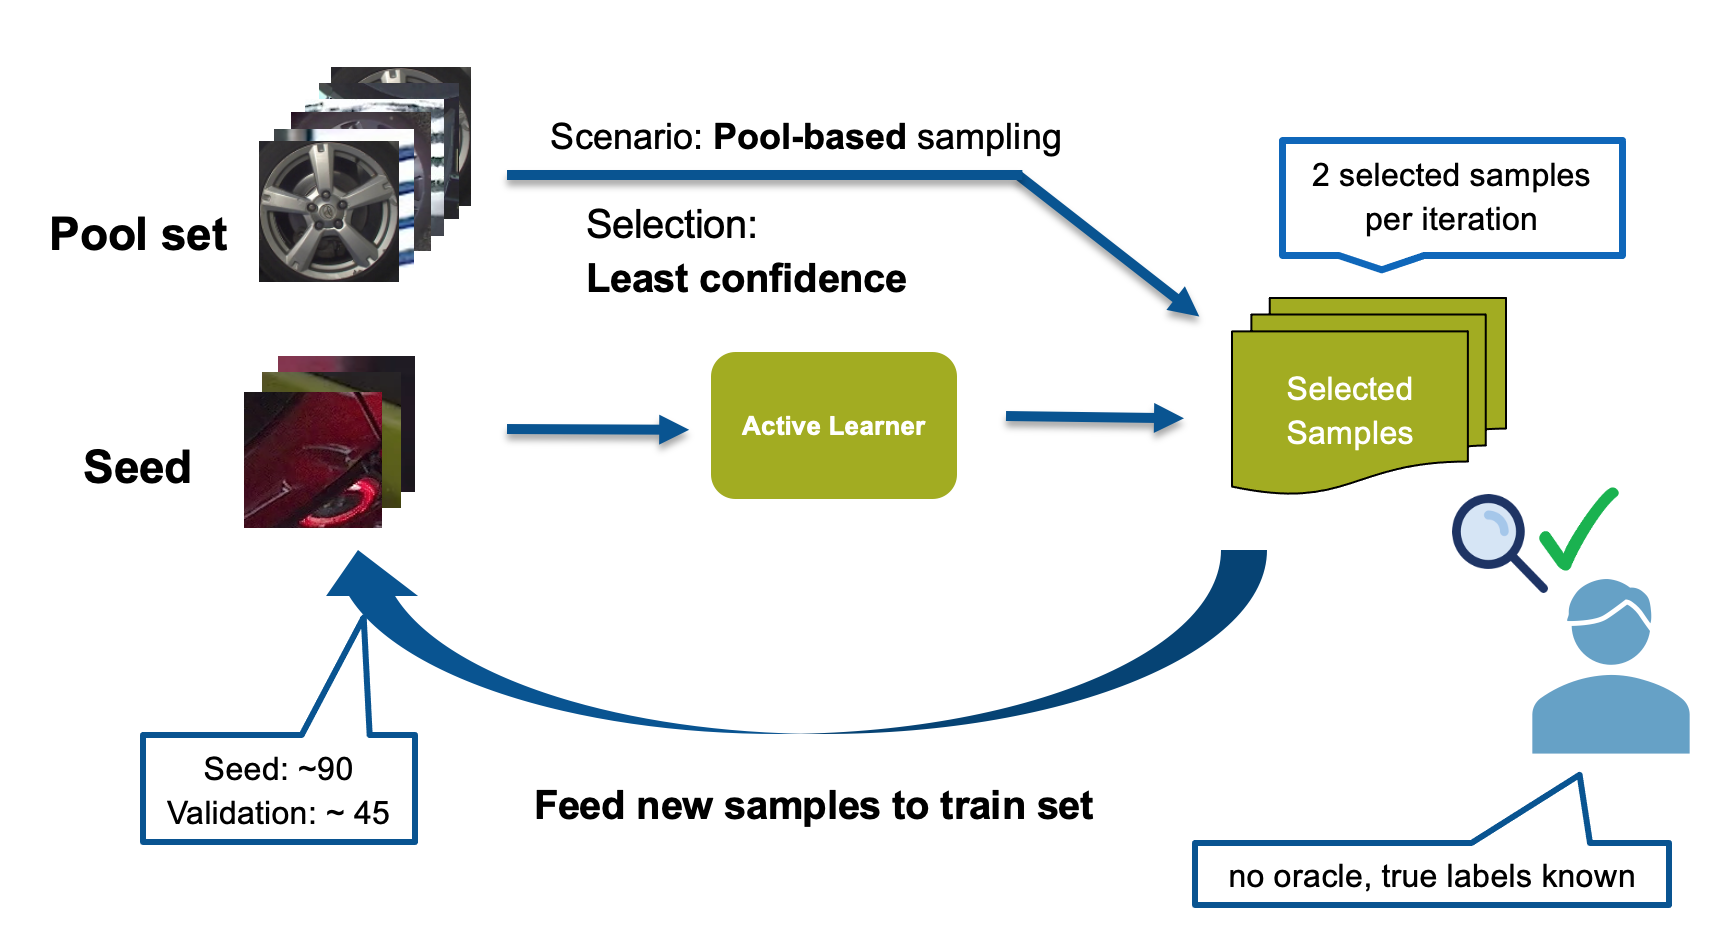 Scenario: Pool-based sampling
2 selected samples
per iteration
Pool set
Selection:
Least confidence
Selected
Samples
Active Learner
Seed
Seed: ~90
Validation: ~ 45
Feed new samples to train set
no oracle, true labels known